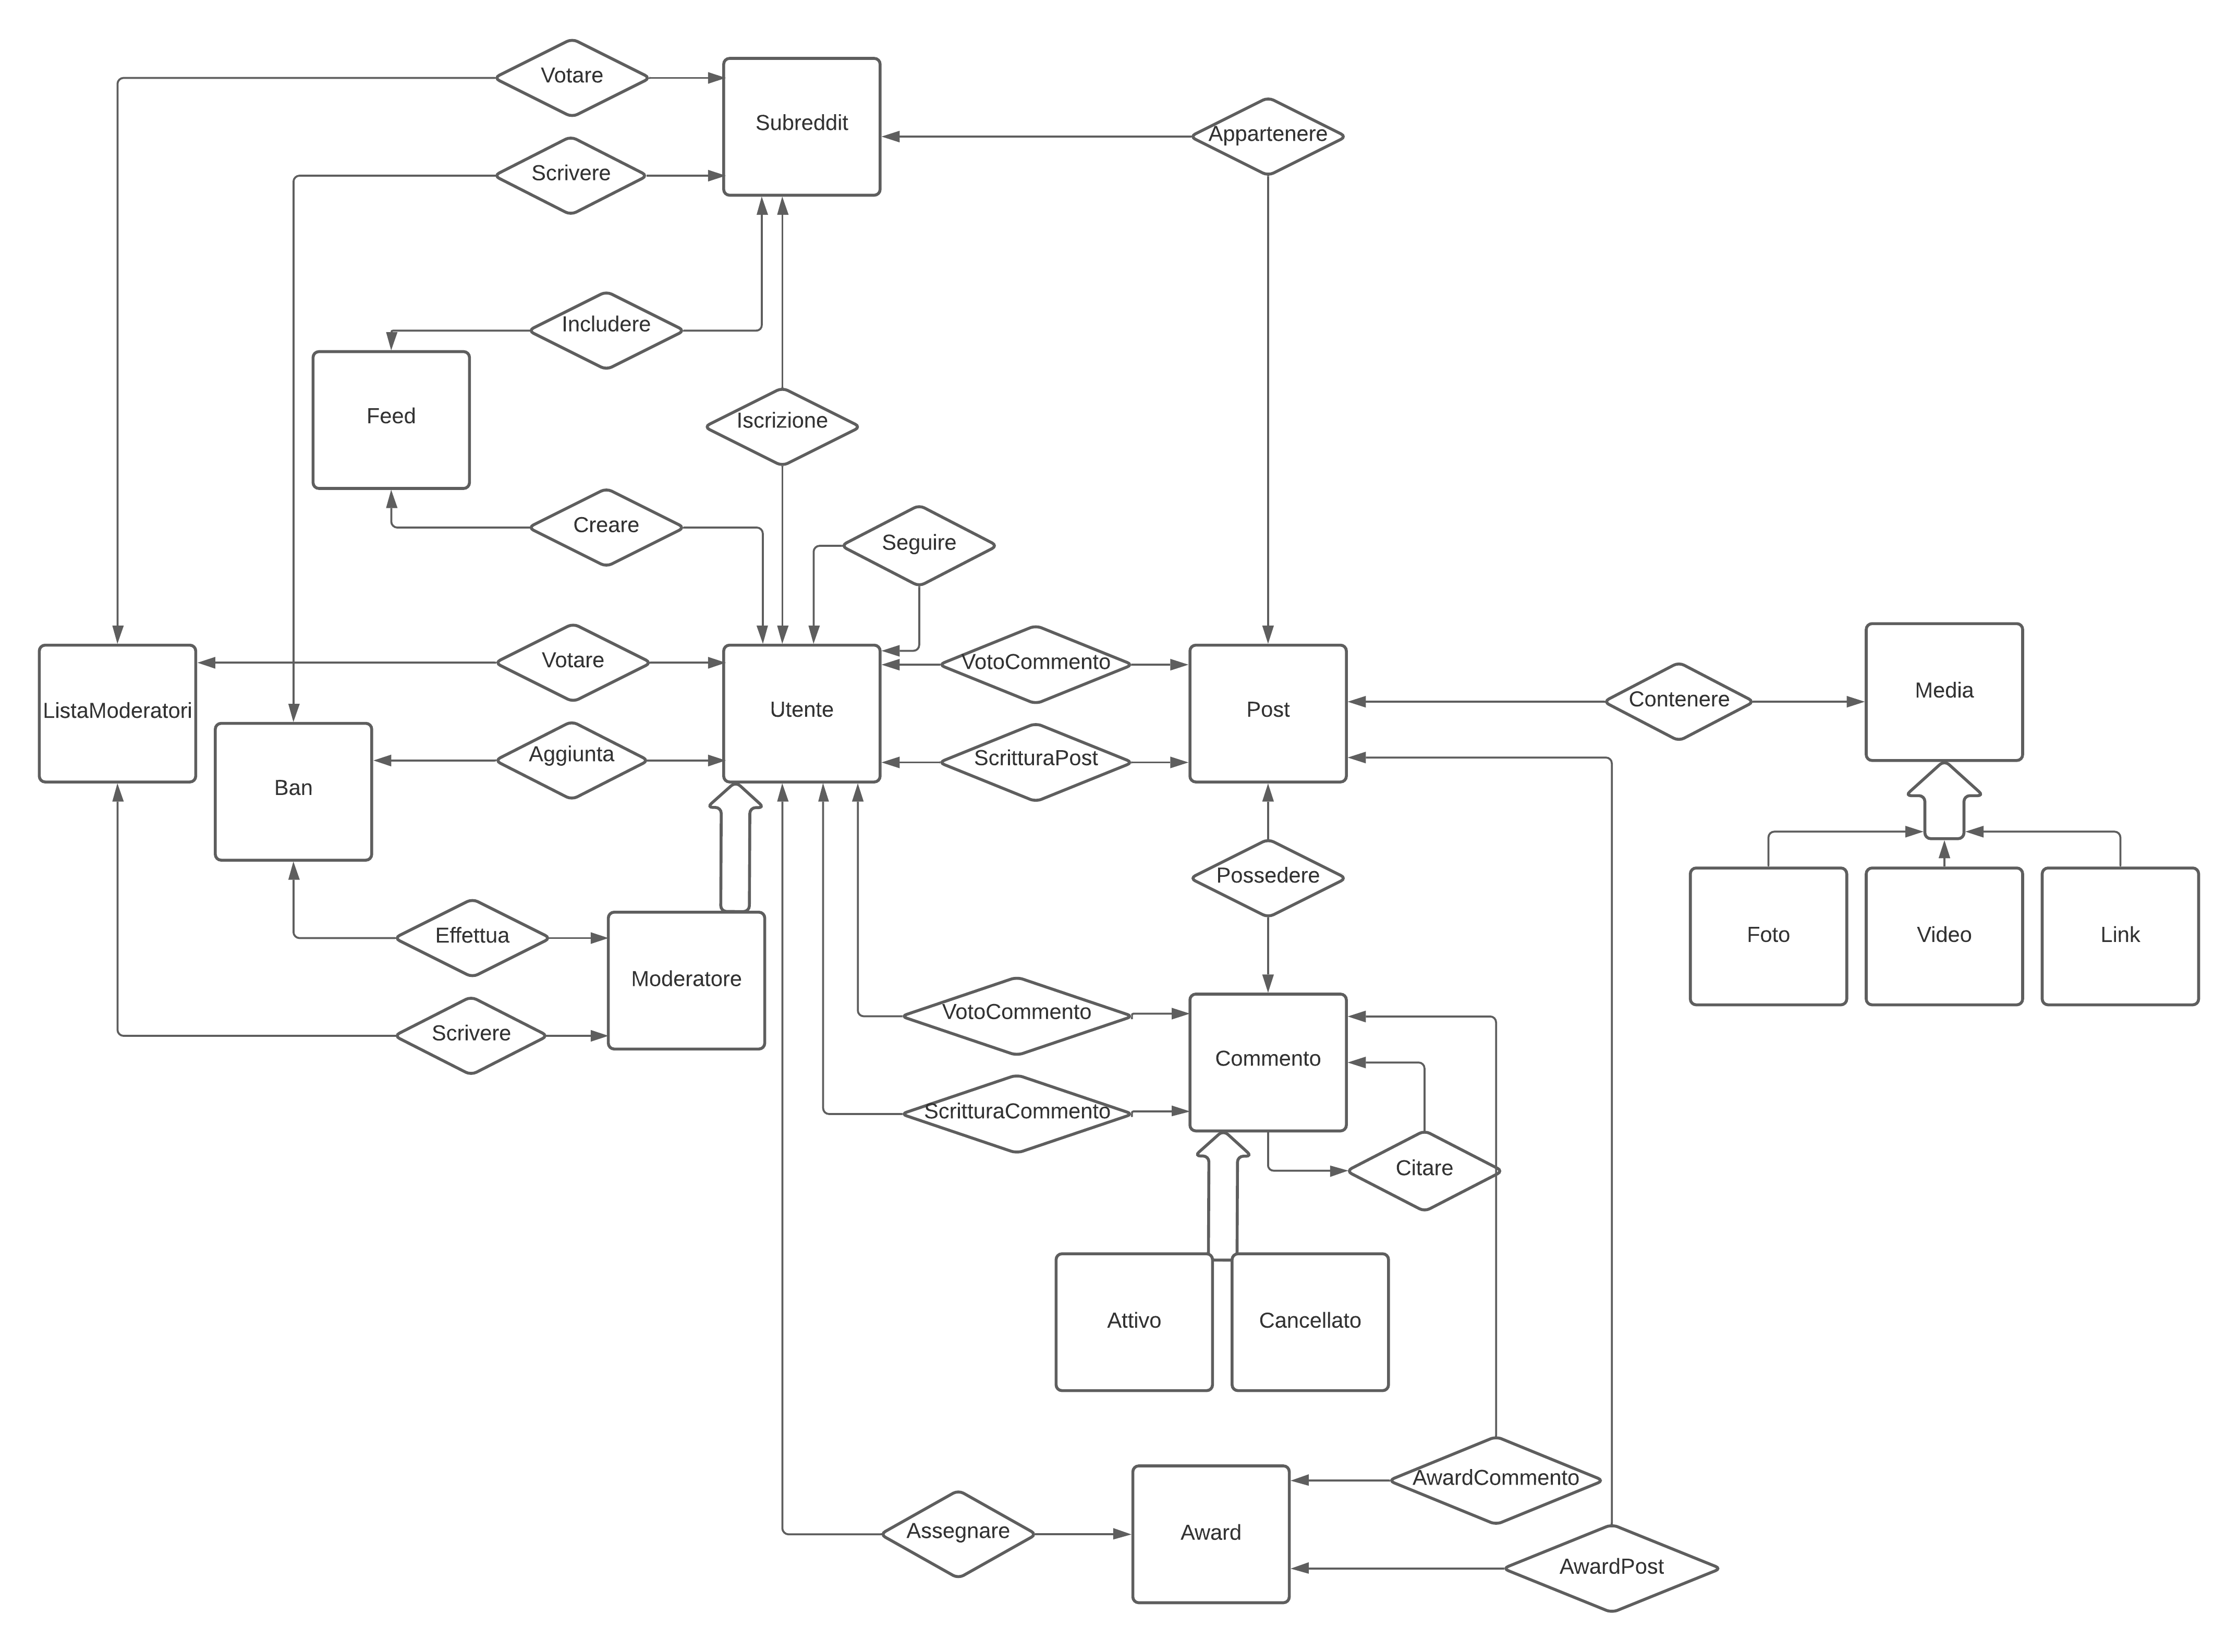 Votare
Subreddit
Appartenere
Scrivere
Includere
Feed
Iscrizione
Creare
Seguire
Votare
VotoCommento
ListaModeratori
Utente
Post
Contenere
Media
Aggiunta
ScritturaPost
Ban
Possedere
Effettua
Moderatore
Foto
Video
Link
Scrivere
VotoCommento
Commento
ScritturaCommento
Citare
Attivo
Cancellato
AwardCommento
Assegnare
Award
AwardPost